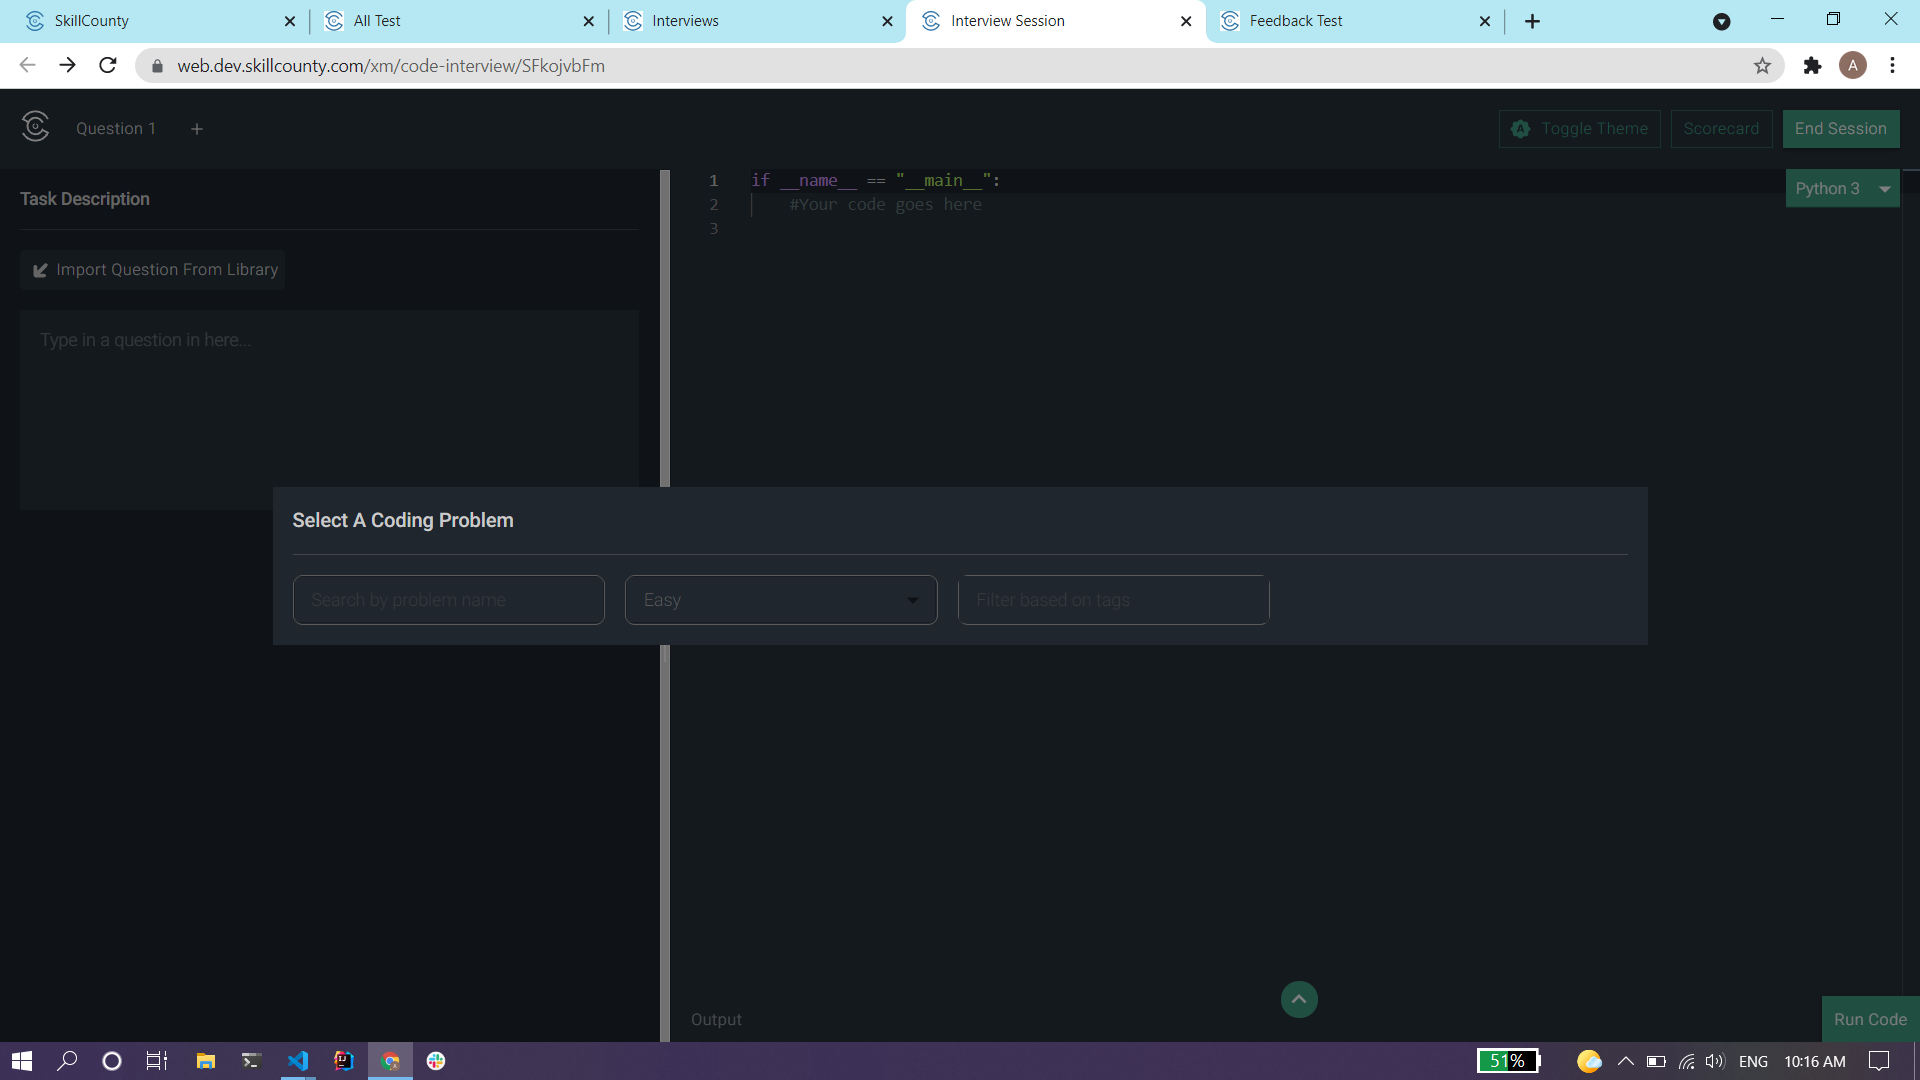 SkillCounty
All Test
Interviews
Interview Session
Feedback Test
web.dev.skillcounty.com/xm/code-interview/SFkojvbFm
A
Question 1
+
A Toggle Theme
Scorecard
End Session
Task Description
Import Question From Library
Type in a question in here...
1 if __name__ == "__main__":
2 #Your code goes here
3
Python 3
Select A Coding Problem
Search by problem name
Easy
Filter based on tags
Output
Run Code
IJ
51%
ENG
10:16 AM